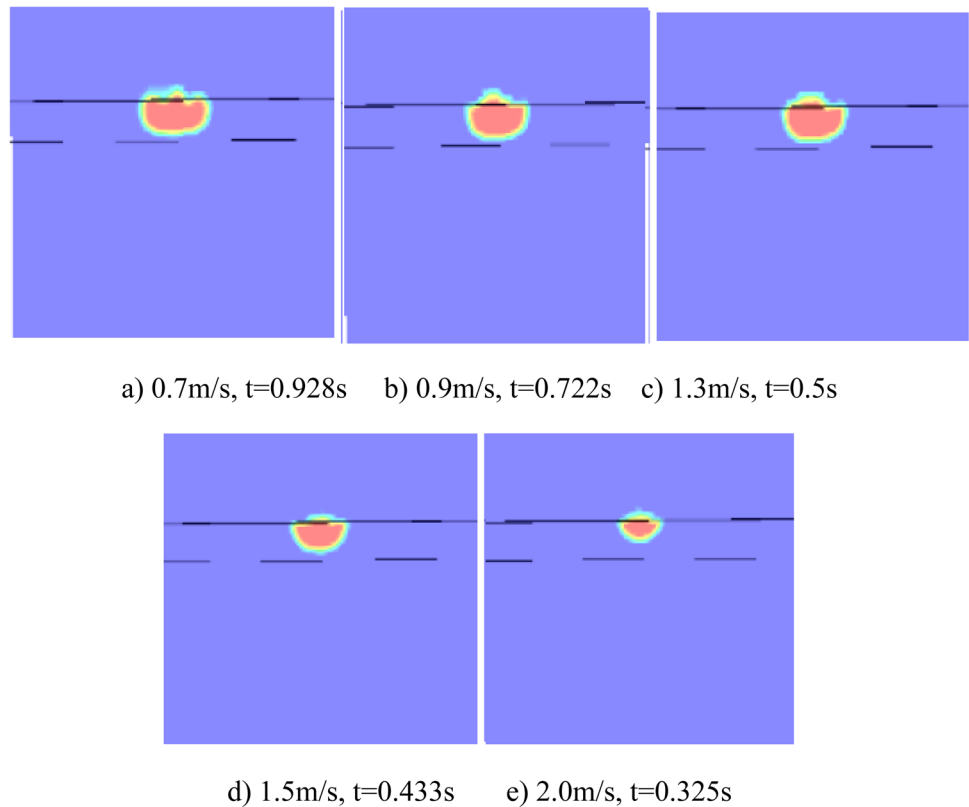 a) 0.7m/s, t=0.928s b) 0.9m/s, t=0.722s c) 1.3m/s, t=0.5s
d) 1.5m/s, t=0.433s e) 2.0m/s, t=0.325s